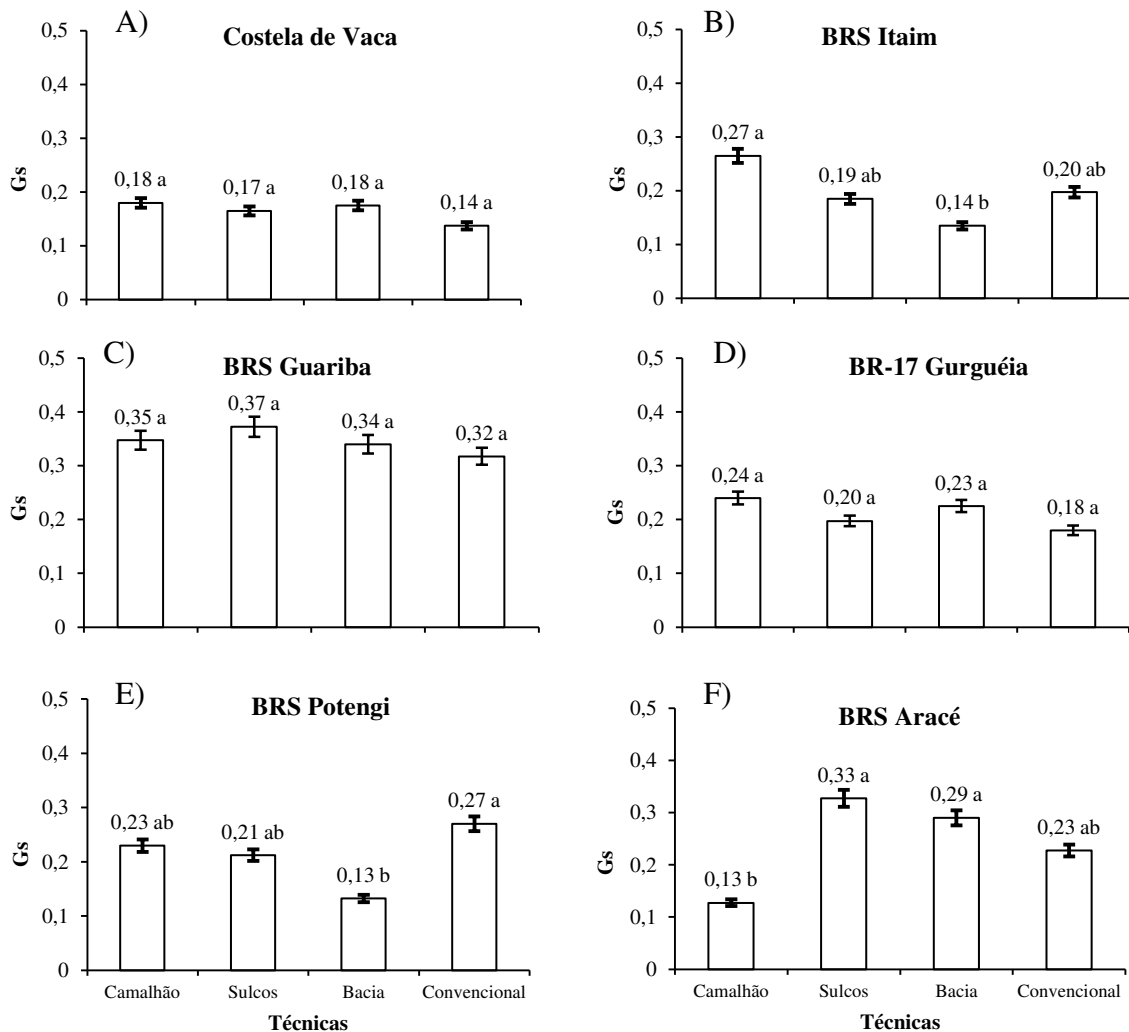 A)
Costela de Vaca
0,5
0,4
0,3
0,2
0,1
0
Gs
0,18 a
0,17 a
0,18 a
0,14 a
B)
BRS Itaim
0,5
0,4
0,3
0,2
0,1
0
Gs
0,27 a
0,19 ab
0,14 b
0,20 ab
C)
BRS Guariba
0,5
0,4
0,3
0,2
0,1
0
Gs
0,35 a
0,37 a
0,34 a
0,32 a
D)
BR-17 Gurguéia
0,5
0,4
0,3
0,2
0,1
0
Gs
0,24 a
0,20 a
0,23 a
0,18 a
E)
BRS Potengi
0,5
0,4
0,3
0,2
0,1
0
Gs
0,23 ab
0,21 ab
0,13 b
0,27 a
Camalhão Sulcos Bacia Convencional
Técnicas
F)
BRS Aracé
0,5
0,4
0,3
0,2
0,1
0
Gs
0,13 b
0,33 a
0,29 a
0,23 ab
Camalhão Sulcos Bacia Convencional
Técnicas